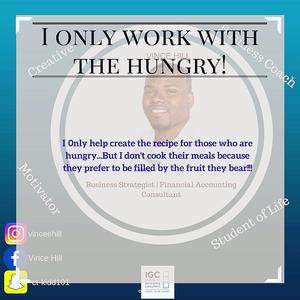 I ONLY WORK WITH
THE HUNGRY!
VINCE HILL
Creative
Business Coach
I 0nly help create the recipe for those who are
hungry...But I don't cook their meals because
they prefer to be filled by the fruit they bear!!!
Business Strategist | Financial Accounting
Consultant
Motivator
Student of Life
vinceehill
Vince Hill
ct-kidd101
IGC